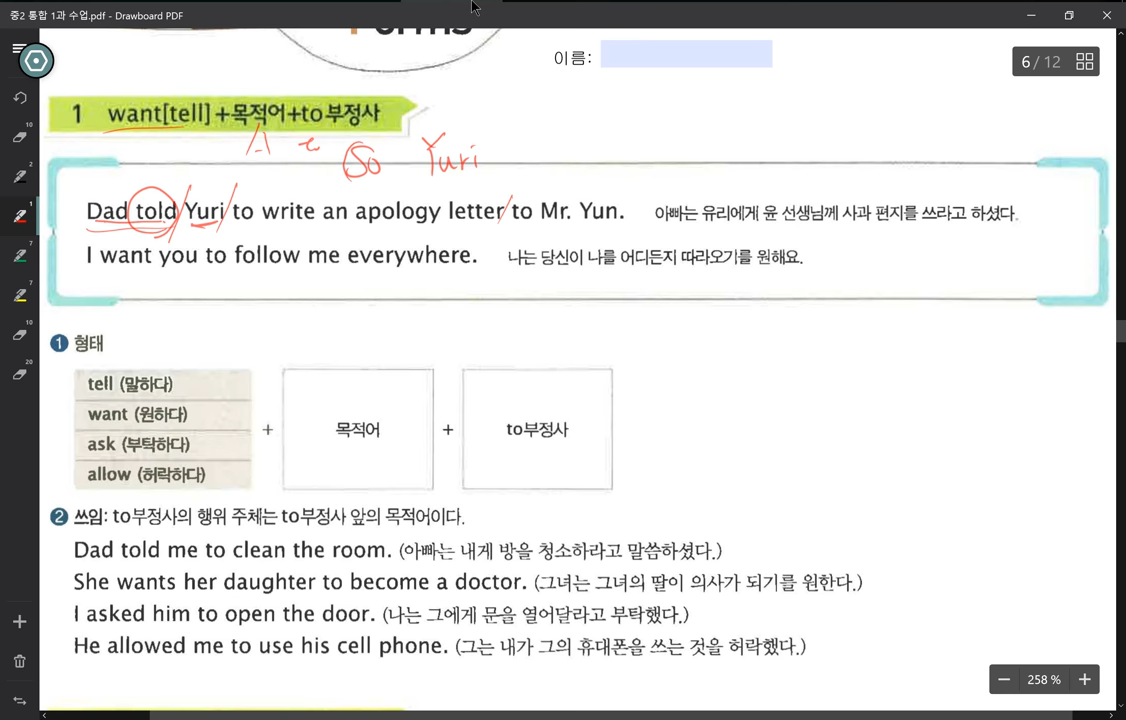 중2 통합 1과 수업.pdf - Drawboard PDF
이름:
6 / 12
1 want[tell]+목적어+to부정사
So Yuri
Dad told Yuri to write an apology letter to Mr. Yun. 아빠는 유리에게 윤 선생님께 사과 편지를 쓰라고 하셨다.
I want you to follow me everywhere. 나는 당신이 나를 어디든지 따라오기를 원해요.
1 형태
tell (말하다)
want (원하다)
ask (부탁하다)
allow (허락하다)
+ 목적어 + to부정사
2 쓰임: to부정사의 행위 주체는 to부정사 앞의 목적어이다.
Dad told me to clean the room. (아빠는 내게 방을 청소하라고 말씀하셨다.)
She wants her daughter to become a doctor. (그녀는 그녀의 딸이 의사가 되기를 원한다.)
I asked him to open the door. (나는 그에게 문을 열어달라고 부탁했다.)
He allowed me to use his cell phone. (그는 내가 그의 휴대폰을 쓰는 것을 허락했다.)
258 %
10
2
1
7
7
10
20